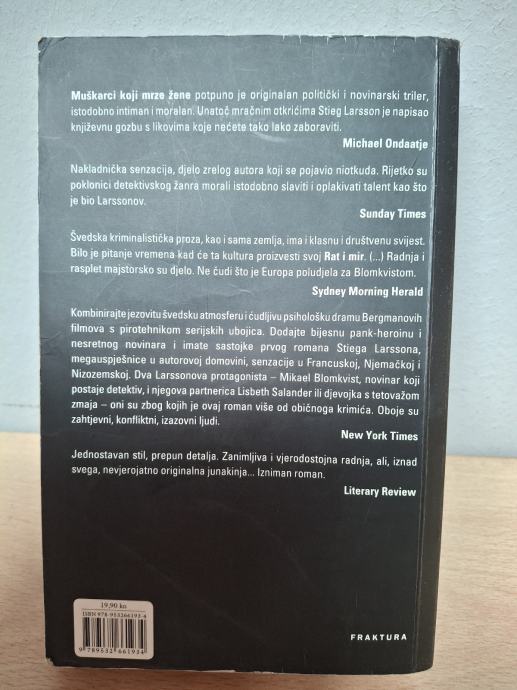 Muškarci koji mrze žene potpuno je originalan politički i novinarski triler,
istodobno intiman i moralan. Unatoč mračnim otkrićima Stieg Larsson je napisao
književnu gozbu s likovima koje nećete tako lako zaboraviti.
Michael Ondaatje
Nakladnička senzacija, djelo zrelog autora koji se pojavio niotkuda. Rijetko su
poklonici detektivskog žanra morali istodobno slaviti i oplakivati talent kao što
je bio Larssonov.
Sunday Times
Švedska kriminalistička proza, kao i sama zemlja, ima i klasnu i društvenu svijest.
Bilo je pitanje vremena kad će ta kultura proizvesti svoj Rat i mir. (...) Radnja i
rasplet majstorsko su djelo. Ne čudi što je Europa poludjela za Blomkvistom.
Sydney Morning Herald
Kombinirajte jezovitu švedsku atmosferu i ćudljivu psihološku dramu Bergmanovih
filmova s pirotehnikom serijskih ubojica. Dodajte bijesnu pank-heroinu i
nesretnog novinara i imate sastojke prvog romana Stiega Larssona,
megauspješnice u autorovoj domovini, senzacije u Francuskoj, Njemačkoj i
Nizozemskoj. Dva Larssonova protagonista – Mikael Blomkvist, novinar koji
postaje detektiv, i njegova partnerica Lisbeth Salander ili djevojka s tetovažom
zmaja – oni su zbog kojih je ovaj roman više od običnoga krimića. Oboje su
zahtjevni, konfliktni, izazovni ljudi.
New York Times
Jednostavan stil, prepun detalja. Zanimljiva i vjerodostojna radnja, ali, iznad
svega, nevjerojatno originalna junakinja... Izniman roman.
Literary Review
19,90 kn
ISBN 978-953266193-4
9 789532 661934
FRAKTURA